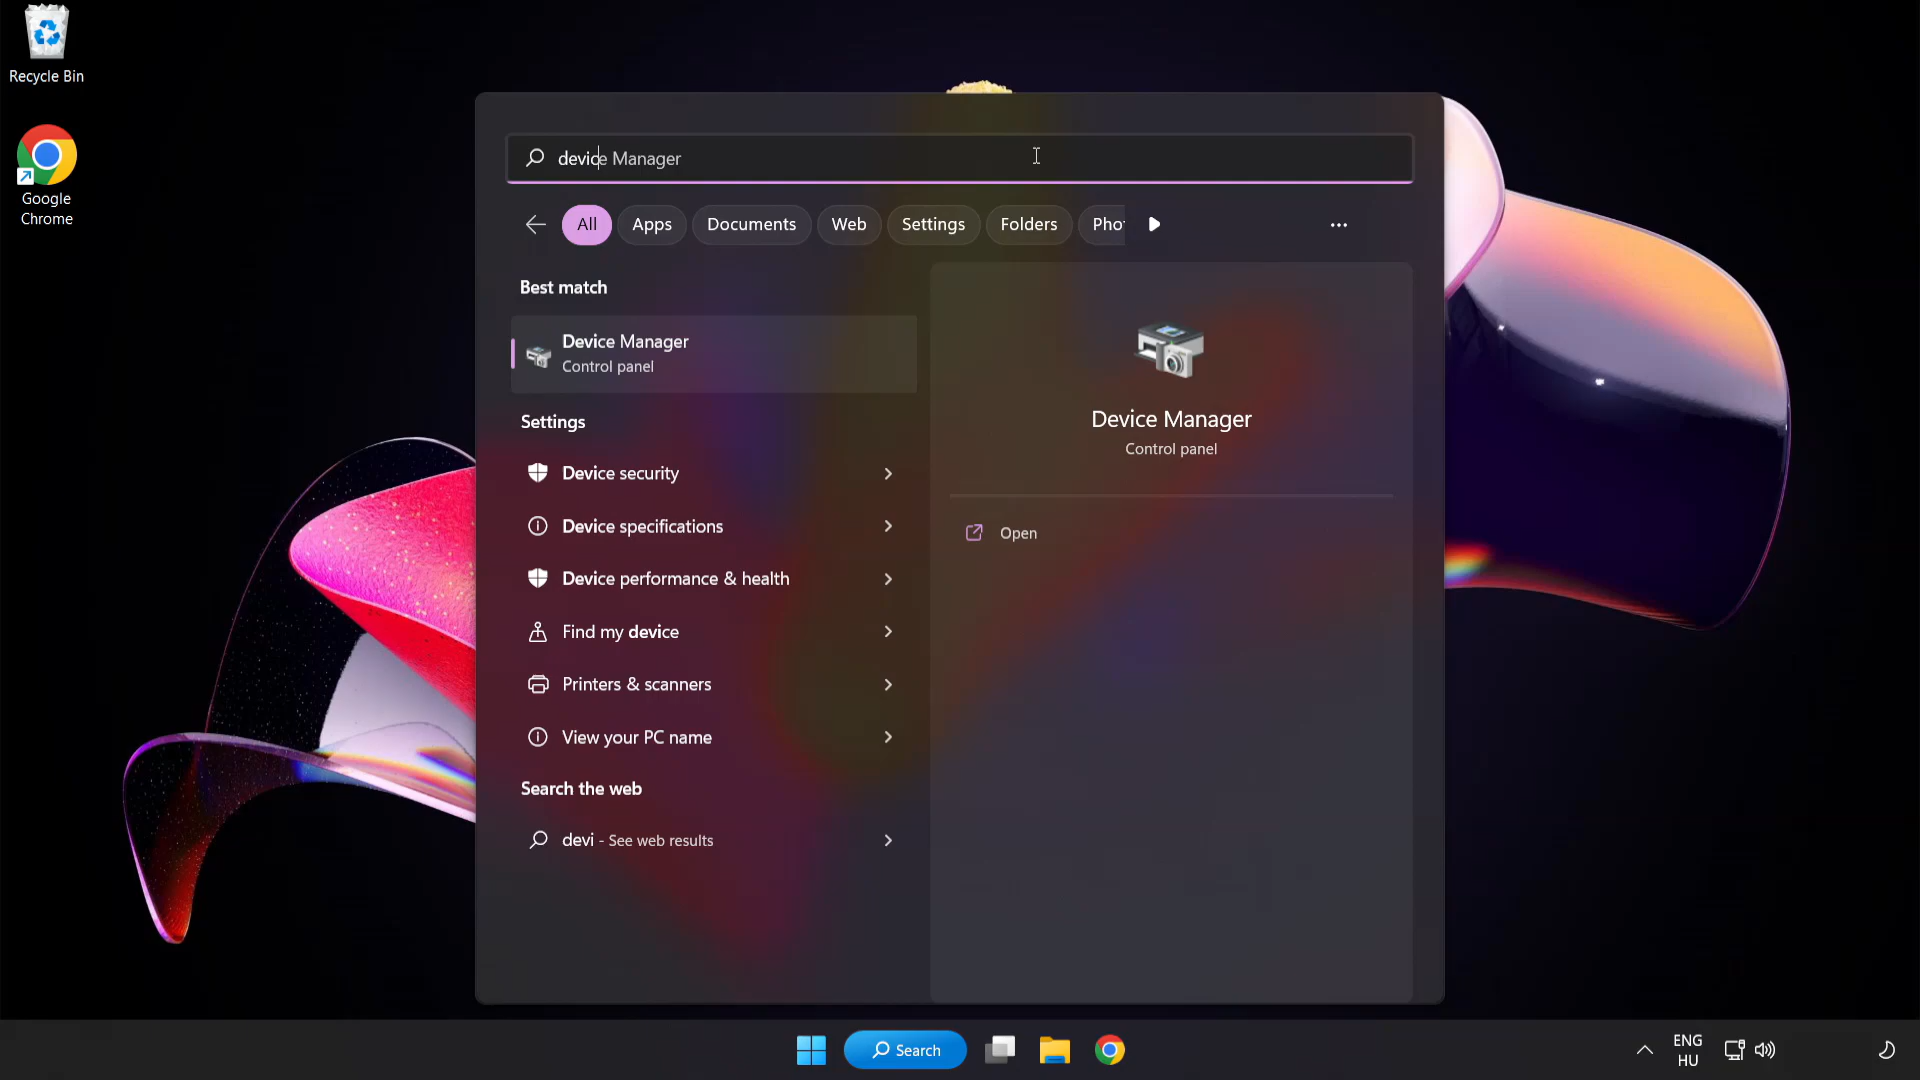 Recycle Bin
Google
Chrome
device Manager
All
Apps
Documents
Web
Settings
Folders
Pho
Best match
Device Manager
Control panel
Settings
Device security
Device specifications
Device performance & health
Find my device
Printers & scanners
View your PC name
Search the web
devi - See web results
Device Manager
Control panel
Open
Search
ENG
HU